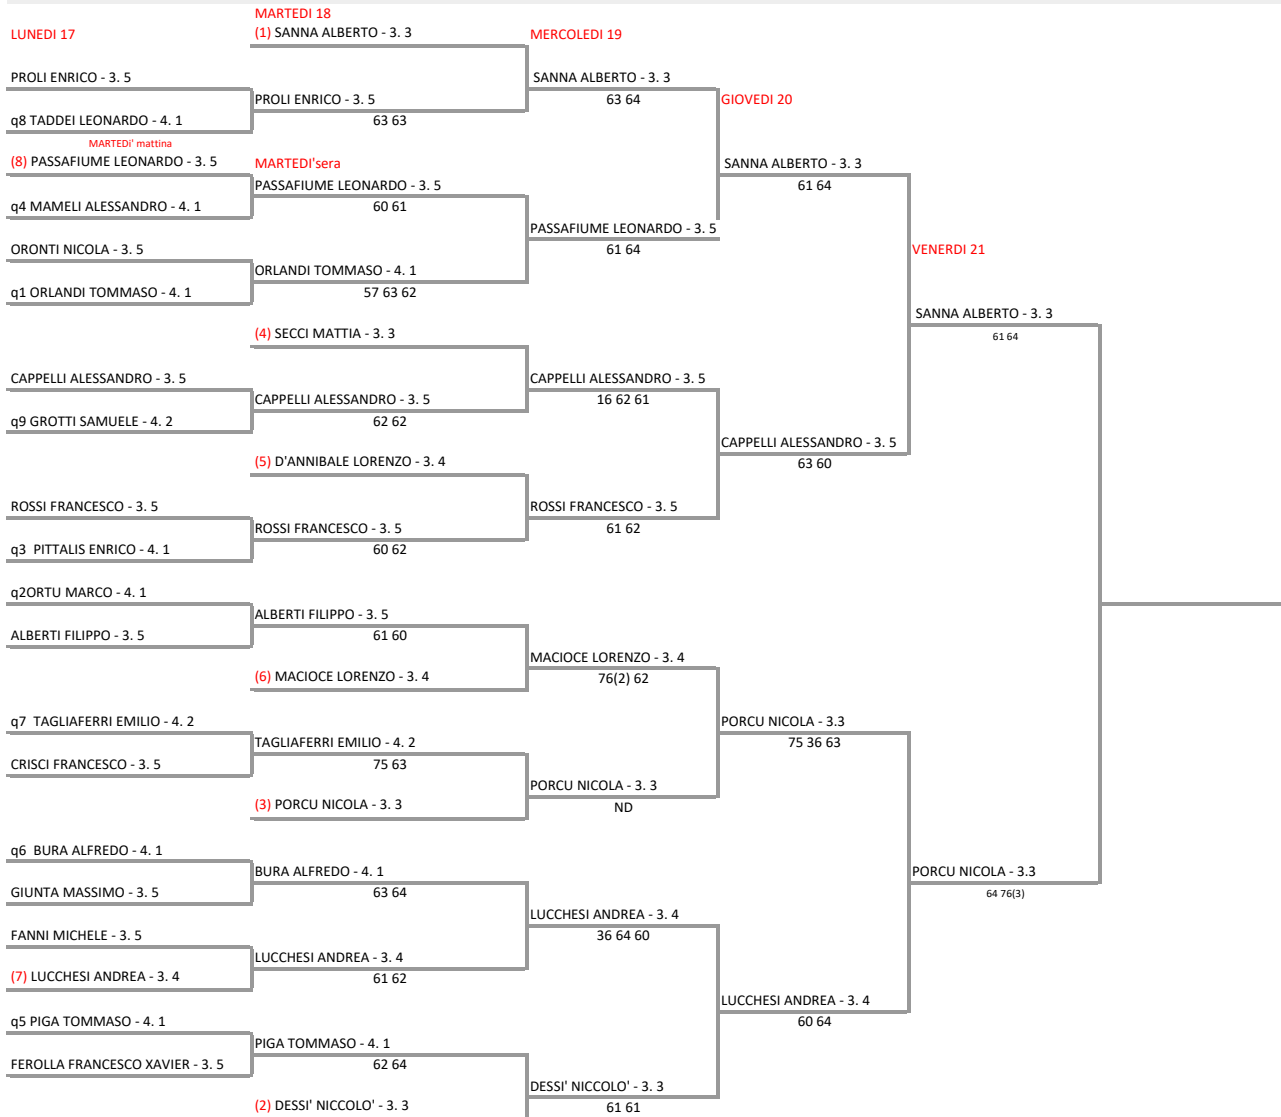 MARTEDI 18
LUNEDI 17
(1) SANNA ALBERTO - 3. 3
MERCOLEDI 19
PROLI ENRICO - 3. 5
SANNA ALBERTO - 3. 3
PROLI ENRICO - 3. 5
63 64
GIOVEDI 20
q8 TADDEI LEONARDO - 4. 1
63 63
MARTEDi' mattina
(8) PASSAFIUME LEONARDO - 3. 5
MARTEDI'sera
SANNA ALBERTO - 3. 3
PASSAFIUME LEONARDO - 3. 5
61 64
q4 MAMELI ALESSANDRO - 4. 1
60 61
PASSAFIUME LEONARDO - 3. 5
ORONTI NICOLA - 3. 5
61 64
VENERDI 21
ORLANDI TOMMASO - 4. 1
q1 ORLANDI TOMMASO - 4. 1
57 63 62
SANNA ALBERTO - 3. 3
(4) SECCI MATTIA - 3. 3
61 64
CAPPELLI ALESSANDRO - 3. 5
CAPPELLI ALESSANDRO - 3. 5
CAPPELLI ALESSANDRO - 3. 5
16 62 61
q9 GROTTI SAMUELE - 4. 2
62 62
CAPPELLI ALESSANDRO - 3. 5
(5) D'ANNIBALE LORENZO - 3. 4
63 60
ROSSI FRANCESCO - 3. 5
ROSSI FRANCESCO - 3. 5
ROSSI FRANCESCO - 3. 5
61 62
q3  PITTALIS ENRICO - 4. 1
60 62
q2ORTU MARCO - 4. 1
ALBERTI FILIPPO - 3. 5
ALBERTI FILIPPO - 3. 5
61 60
MACIOCE LORENZO - 3. 4
(6) MACIOCE LORENZO - 3. 4
76(2) 62
q7  TAGLIAFERRI EMILIO - 4. 2
PORCU NICOLA - 3.3
TAGLIAFERRI EMILIO - 4. 2
75 36 63
CRISCI FRANCESCO - 3. 5
75 63
PORCU NICOLA - 3. 3
(3) PORCU NICOLA - 3. 3
ND
q6  BURA ALFREDO - 4. 1
BURA ALFREDO - 4. 1
PORCU NICOLA - 3.3
GIUNTA MASSIMO - 3. 5
63 64
64 76(3)
LUCCHESI ANDREA - 3. 4
FANNI MICHELE - 3. 5
36 64 60
LUCCHESI ANDREA - 3. 4
(7) LUCCHESI ANDREA - 3. 4
61 62
LUCCHESI ANDREA - 3. 4
q5 PIGA TOMMASO - 4. 1
60 64
PIGA TOMMASO - 4. 1
FEROLLA FRANCESCO XAVIER - 3. 5
62 64
DESSI' NICCOLO' - 3. 3
(2) DESSI' NICCOLO' - 3. 3
61 61